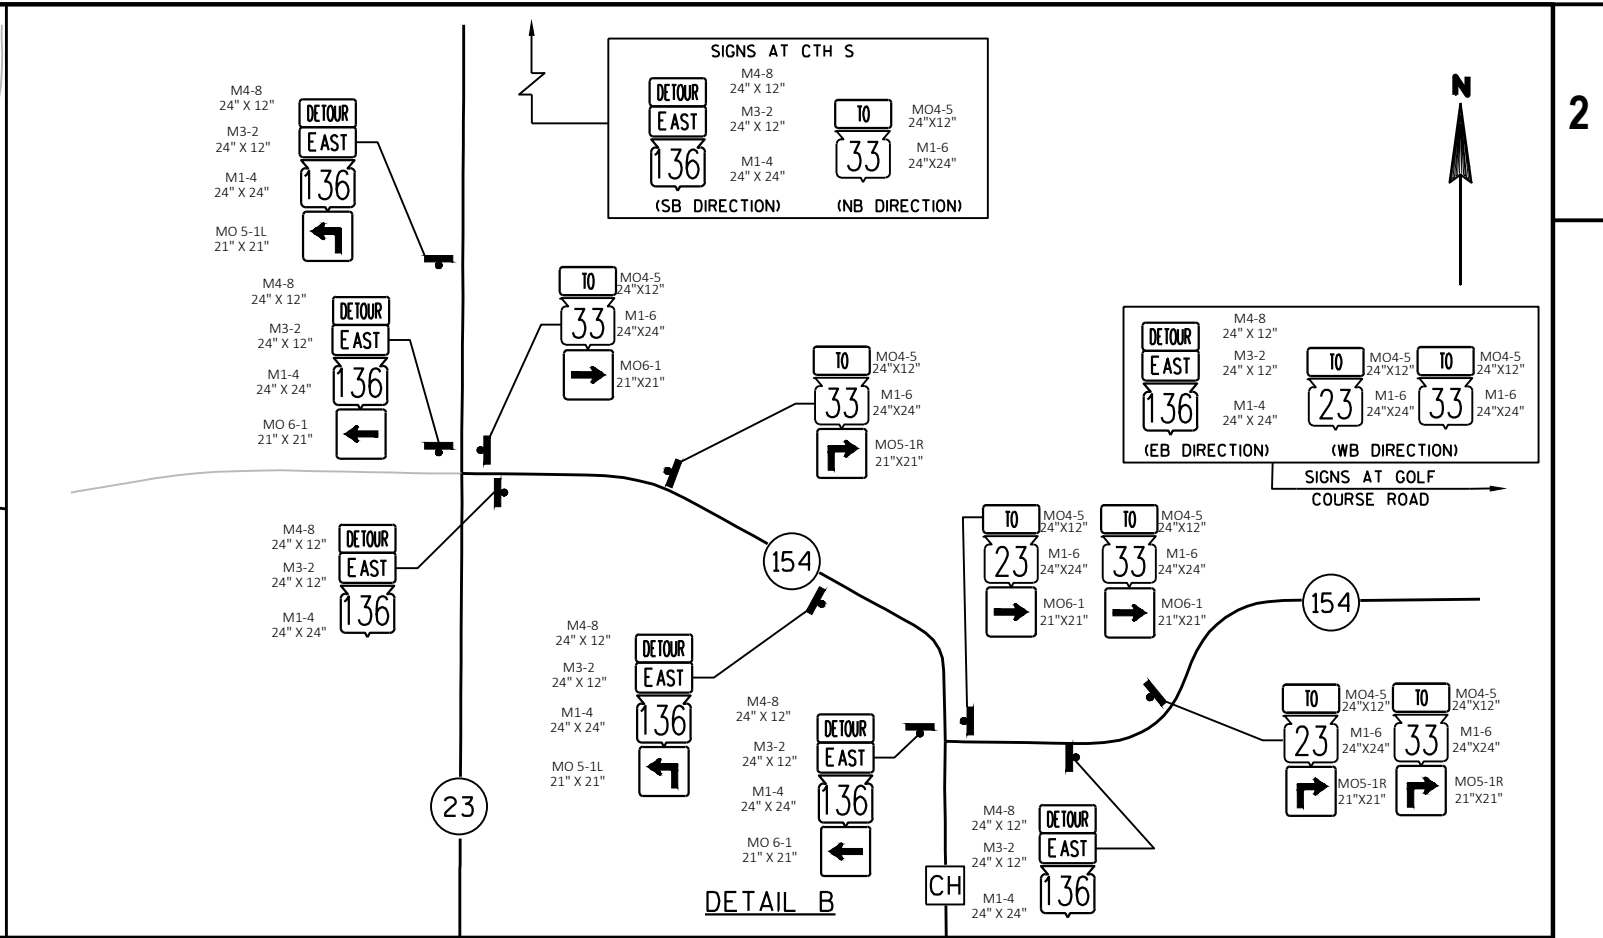 SIGNS AT CTH S
DETOUR
EAST
136
M4-8
24" X 12"
M3-2
24" X 12"
M1-4
24" X 24"
(SB DIRECTION)
TO
33
MO4-5
24"X12"
M1-6
24"X24"
(NB DIRECTION)
N
2
M4-8
24" X 12"
M3-2
24" X 12"
M1-4
24" X 24"
MO 5-1L
21" X 21"
DETOUR
EAST
136
M4-8
24" X 12"
M3-2
24" X 12"
M1-4
24" X 24"
MO 6-1
21" X 21"
DETOUR
EAST
136
TO
33
MO4-5
24"X12"
M1-6
24"X24"
MO6-1
21"X21"
TO
33
MO4-5
24"X12"
M1-6
24"X24"
MO5-1R
21"X21"
DETOUR
EAST
136
M4-8
24" X 12"
M3-2
24" X 12"
M1-4
24" X 24"
(EB DIRECTION)
TO
23
MO4-5
24"X12"
M1-6
24"X24"
TO
33
MO4-5
24"X12"
M1-6
24"X24"
(WB DIRECTION)
SIGNS AT GOLF
COURSE ROAD
M4-8
24" X 12"
M3-2
24" X 12"
M1-4
24" X 24"
DETOUR
EAST
136
154
TO
23
MO4-5
24"X12"
M1-6
24"X24"
MO6-1
21"X21"
TO
33
MO4-5
24"X12"
M1-6
24"X24"
MO6-1
21"X21"
154
M4-8
24" X 12"
M3-2
24" X 12"
M1-4
24" X 24"
MO 5-1L
21" X 21"
DETOUR
EAST
136
M4-8
24" X 12"
M3-2
24" X 12"
M1-4
24" X 24"
MO 6-1
21" X 21"
DETOUR
EAST
136
TO
23
MO4-5
24"X12"
M1-6
24"X24"
MO5-1R
21"X21"
TO
33
MO4-5
24"X12"
M1-6
24"X24"
MO5-1R
21"X21"
23
M4-8
24" X 12"
M3-2
24" X 12"
M1-4
24" X 24"
DETOUR
EAST
136
CH
DETAIL B